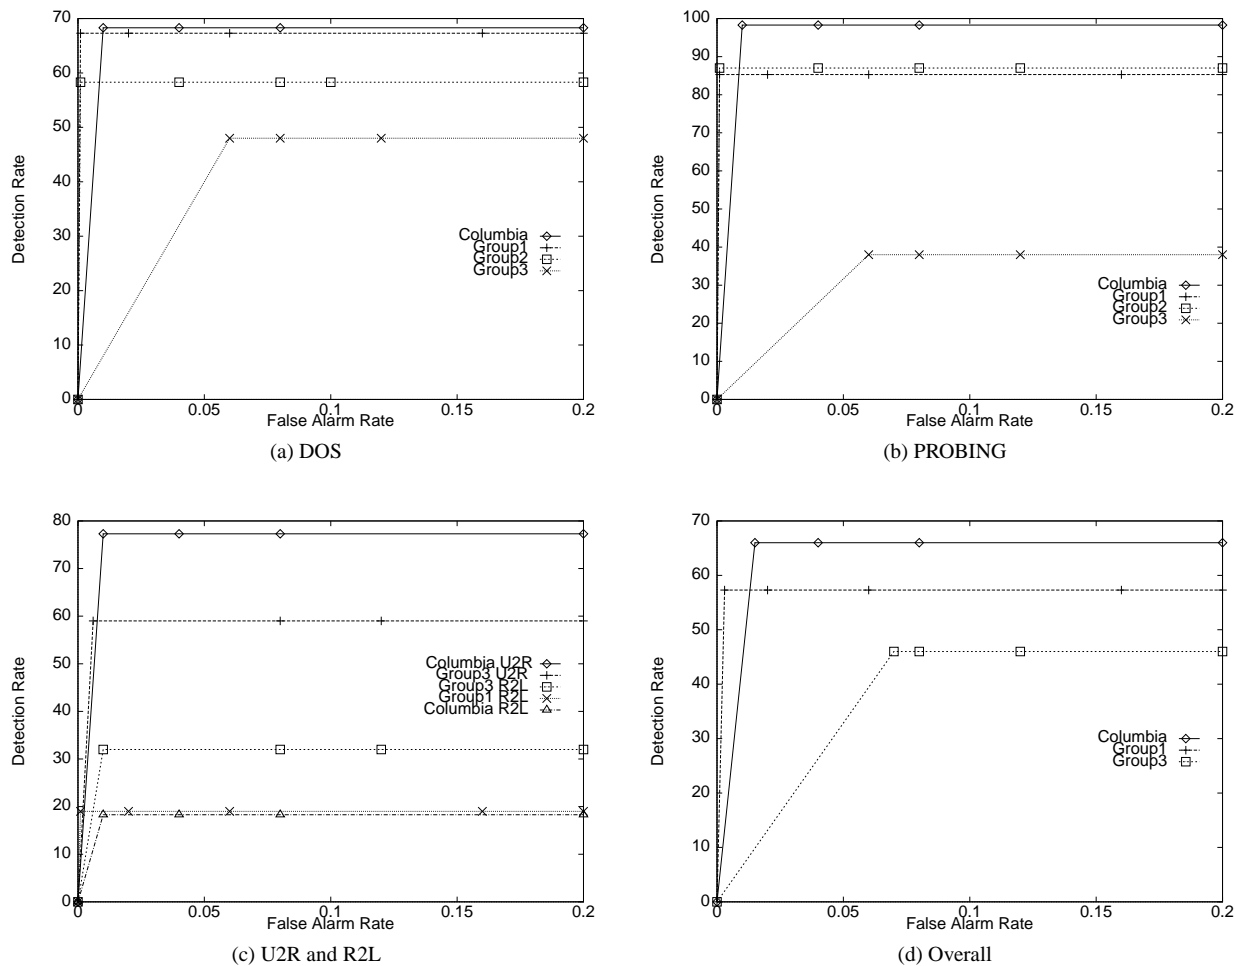 70
60
50
40
30
20
10
0
Detection Rate
Columbia
Group1
Group2
Group3
0 0.05 0.1 0.15 0.2
False Alarm Rate
(a) DOS
100
90
80
70
60
50
40
30
20
10
0
Detection Rate
Columbia
Group1
Group2
Group3
0 0.05 0.1 0.15 0.2
False Alarm Rate
(b) PROBING
80
70
60
50
40
30
20
10
0
Detection Rate
Columbia U2R
Group3 U2R
Group3 R2L
Group1 R2L
Columbia R2L
0 0.05 0.1 0.15 0.2
False Alarm Rate
(c) U2R and R2L
70
60
50
40
30
20
10
0
Detection Rate
Columbia
Group1
Group3
0 0.05 0.1 0.15 0.2
False Alarm Rate
(d) Overall